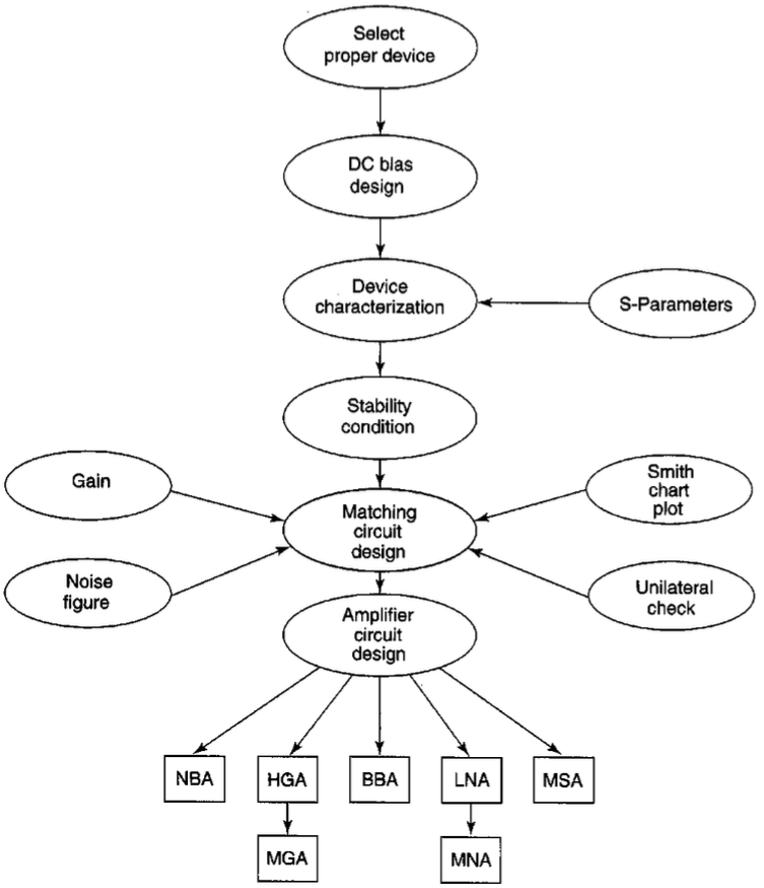 Select
proper device
DC bias
design
Device
characterization
S-Parameters
Stability
condition
Gain
Smith
chart
plot
Matching
circuit
design
Noise
figure
Unilateral
check
Amplifier
circuit
design
NBA
HGA
BBA
LNA
MSA
MGA
MNA